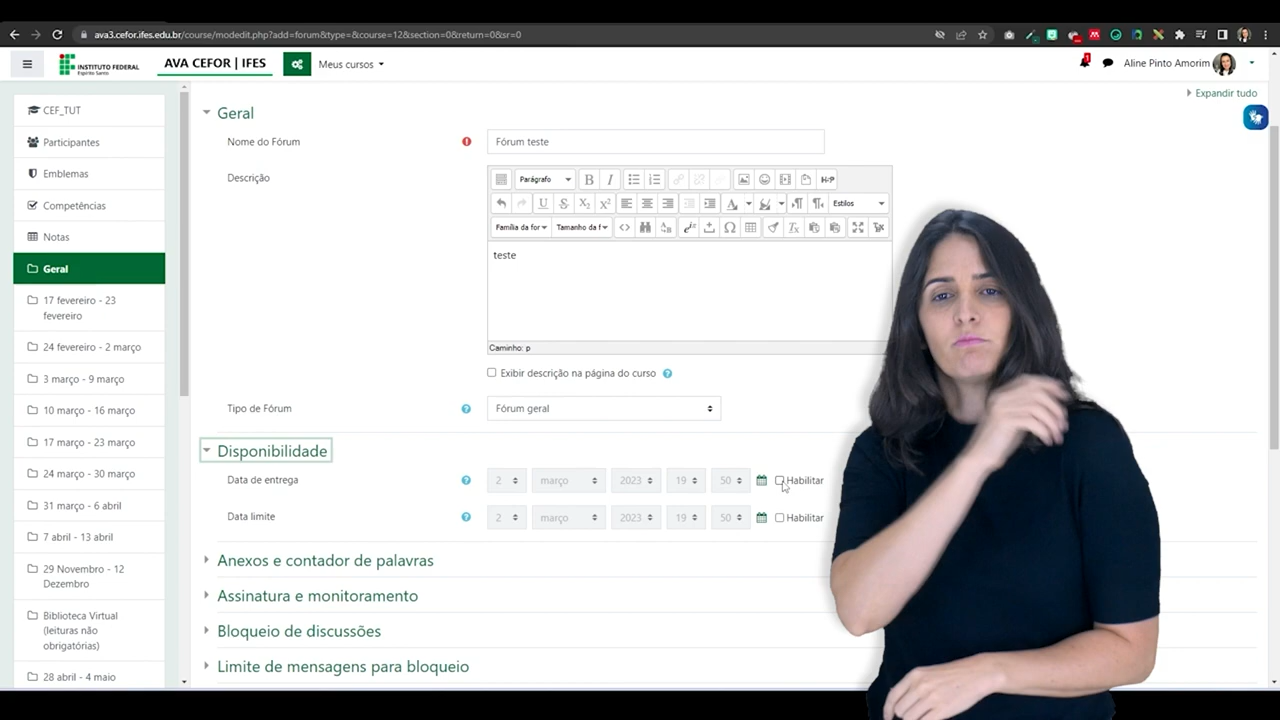 ava3.cefor.ifes.edu.br/course/modedit.php?add=forum&type=&course=12&section=0&return=0&sr=0
INSTITUTO FEDERAL
Espírito Santo
AVA CEFOR | IFES
Meus cursos
Aline Pinto Amorim
Expandir tudo
CEF_TUT
Participantes
Emblemas
Competências
Notas
Geral
17 fevereiro - 23
fevereiro
24 fevereiro - 2 março
3 março - 9 março
10 março - 16 março
17 março - 23 março
24 março - 30 março
31 março - 6 abril
7 abril - 13 abril
29 Novembro - 12
Dezembro
Biblioteca Virtual
(leituras não
obrigatórias)
28 abril - 4 maio
Geral
Nome do Fórum
Fórum teste
Descrição
Parágrafo
H-P
Estilos
Família da for
Tamanho da f
teste
Caminho: p
Exibir descrição na página do curso
Tipo de Fórum
Fórum geral
Disponibilidade
Data de entrega
2 março 2023 19 50 Habilitar
Data limite
2 março 2023 19 50 Habilitar
Anexos e contador de palavras
Assinatura e monitoramento
Bloqueio de discussões
Limite de mensagens para bloqueio